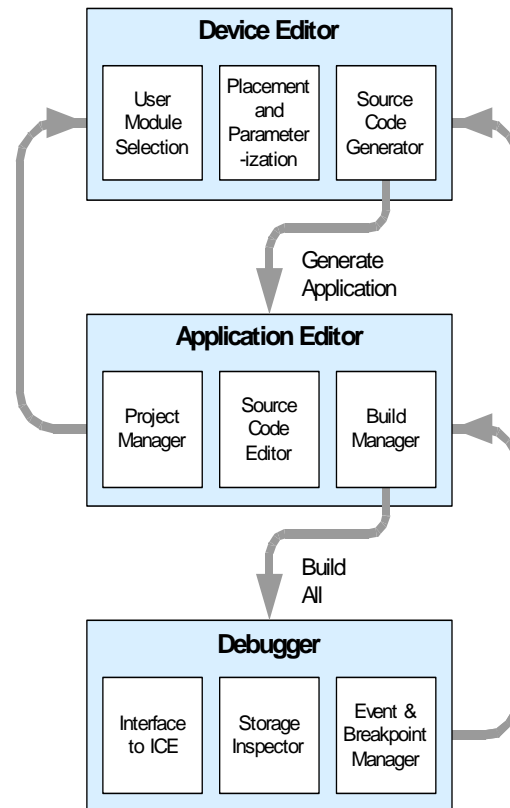 Device Editor
User
Module
Selection
Placement
and
Parameter
-ization
Source
Code
Generator
Generate
Application
Application Editor
Project
Manager
Source
Code
Editor
Build
Manager
Build
All
Debugger
Interface
to ICE
Storage
Inspector
Event &
Breakpoint
Manager